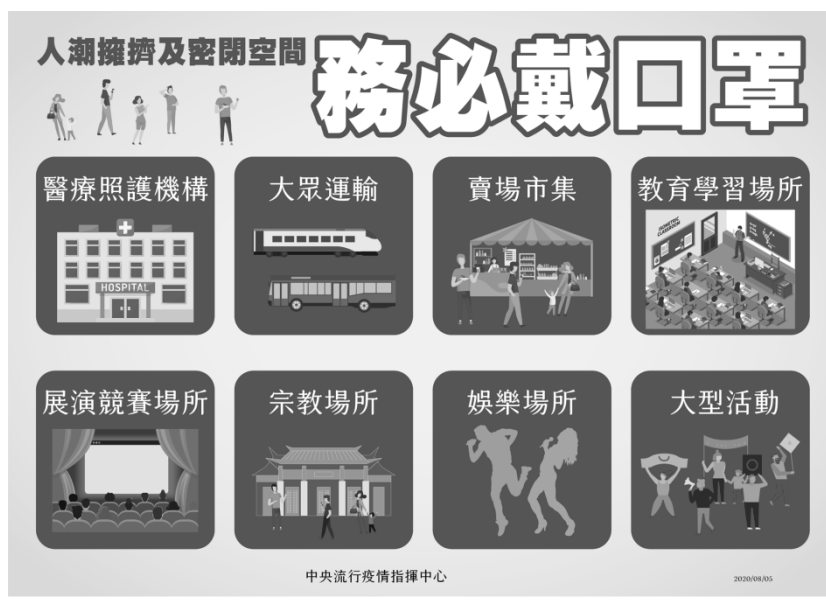 人潮擁擠及密閉空間
務必戴口罩
醫療照護機構
大眾運輸
賣場市集
教育學習場所
HOSPITAL
ISOMETRIC
CLASSROOM
展演競賽場所
宗教場所
娛樂場所
大型活動
中央流行疫情指揮中心
2020/08/05